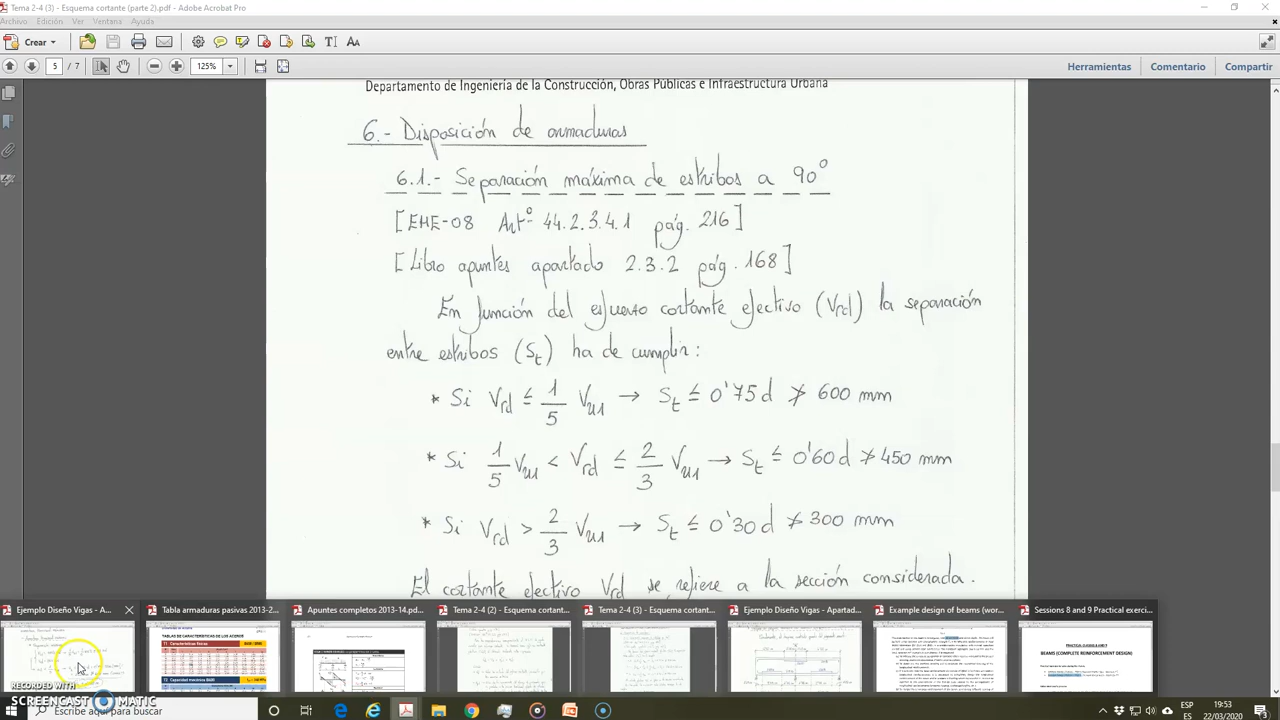 Tema 2-4 (3) - Esquema cortante (parte 2).pdf - Adobe Acrobat Pro
Archivo Edición Ver Ventana Ayuda
Crear
5 / 7
125%
Herramientas Comentario Compartir
Departamento de Ingeniería de la Construcción, Obras Públicas e Infraestructura Urbana
6.- Disposición de armaduras
6.1.- Separación máxima de estribos a 90º
[EHE-08 Artº 44.2.3.4.1 pág. 216]
[Libro apuntes apartado 2.3.2 pág. 168]
En función del esfuerzo cortante efectivo (Vrd) la separación
entre estribos (St) ha de cumplir:
* Si Vrd ≤ 1/5 Vu1 → St ≤ 0'75d ≯ 600 mm
* Si 1/5 Vu1 < Vrd ≤ 2/3 Vu1 → St ≤ 0'60d ≯ 450 mm
* Si Vrd > 2/3 Vu1 → St ≤ 0'30d ≯ 300 mm
El cortante efectivo Vrd se refiere a la sección considerada.
Ejemplo Diseño Vigas - A...
Tabla armaduras pasivas 2013-2...
Apuntes completos 2013-14.pd...
Tema 2-4 (2) - Esquema cortant...
Tema 2-4 (3) - Esquema cortant...
Ejemplo Diseño Vigas - Apartad...
Example design of beams (wor...
Sessions 8 and 9 Practical exerci...
TABLAS DE CARACTERÍSTICAS DE LOS ACEROS
BEAMS (COMPLETE REINFORCEMENT DESIGN)
RECORDED WITH
SCREENCAST MATIC
Escribe aquí para buscar
ESP
19:53
22/03/2020